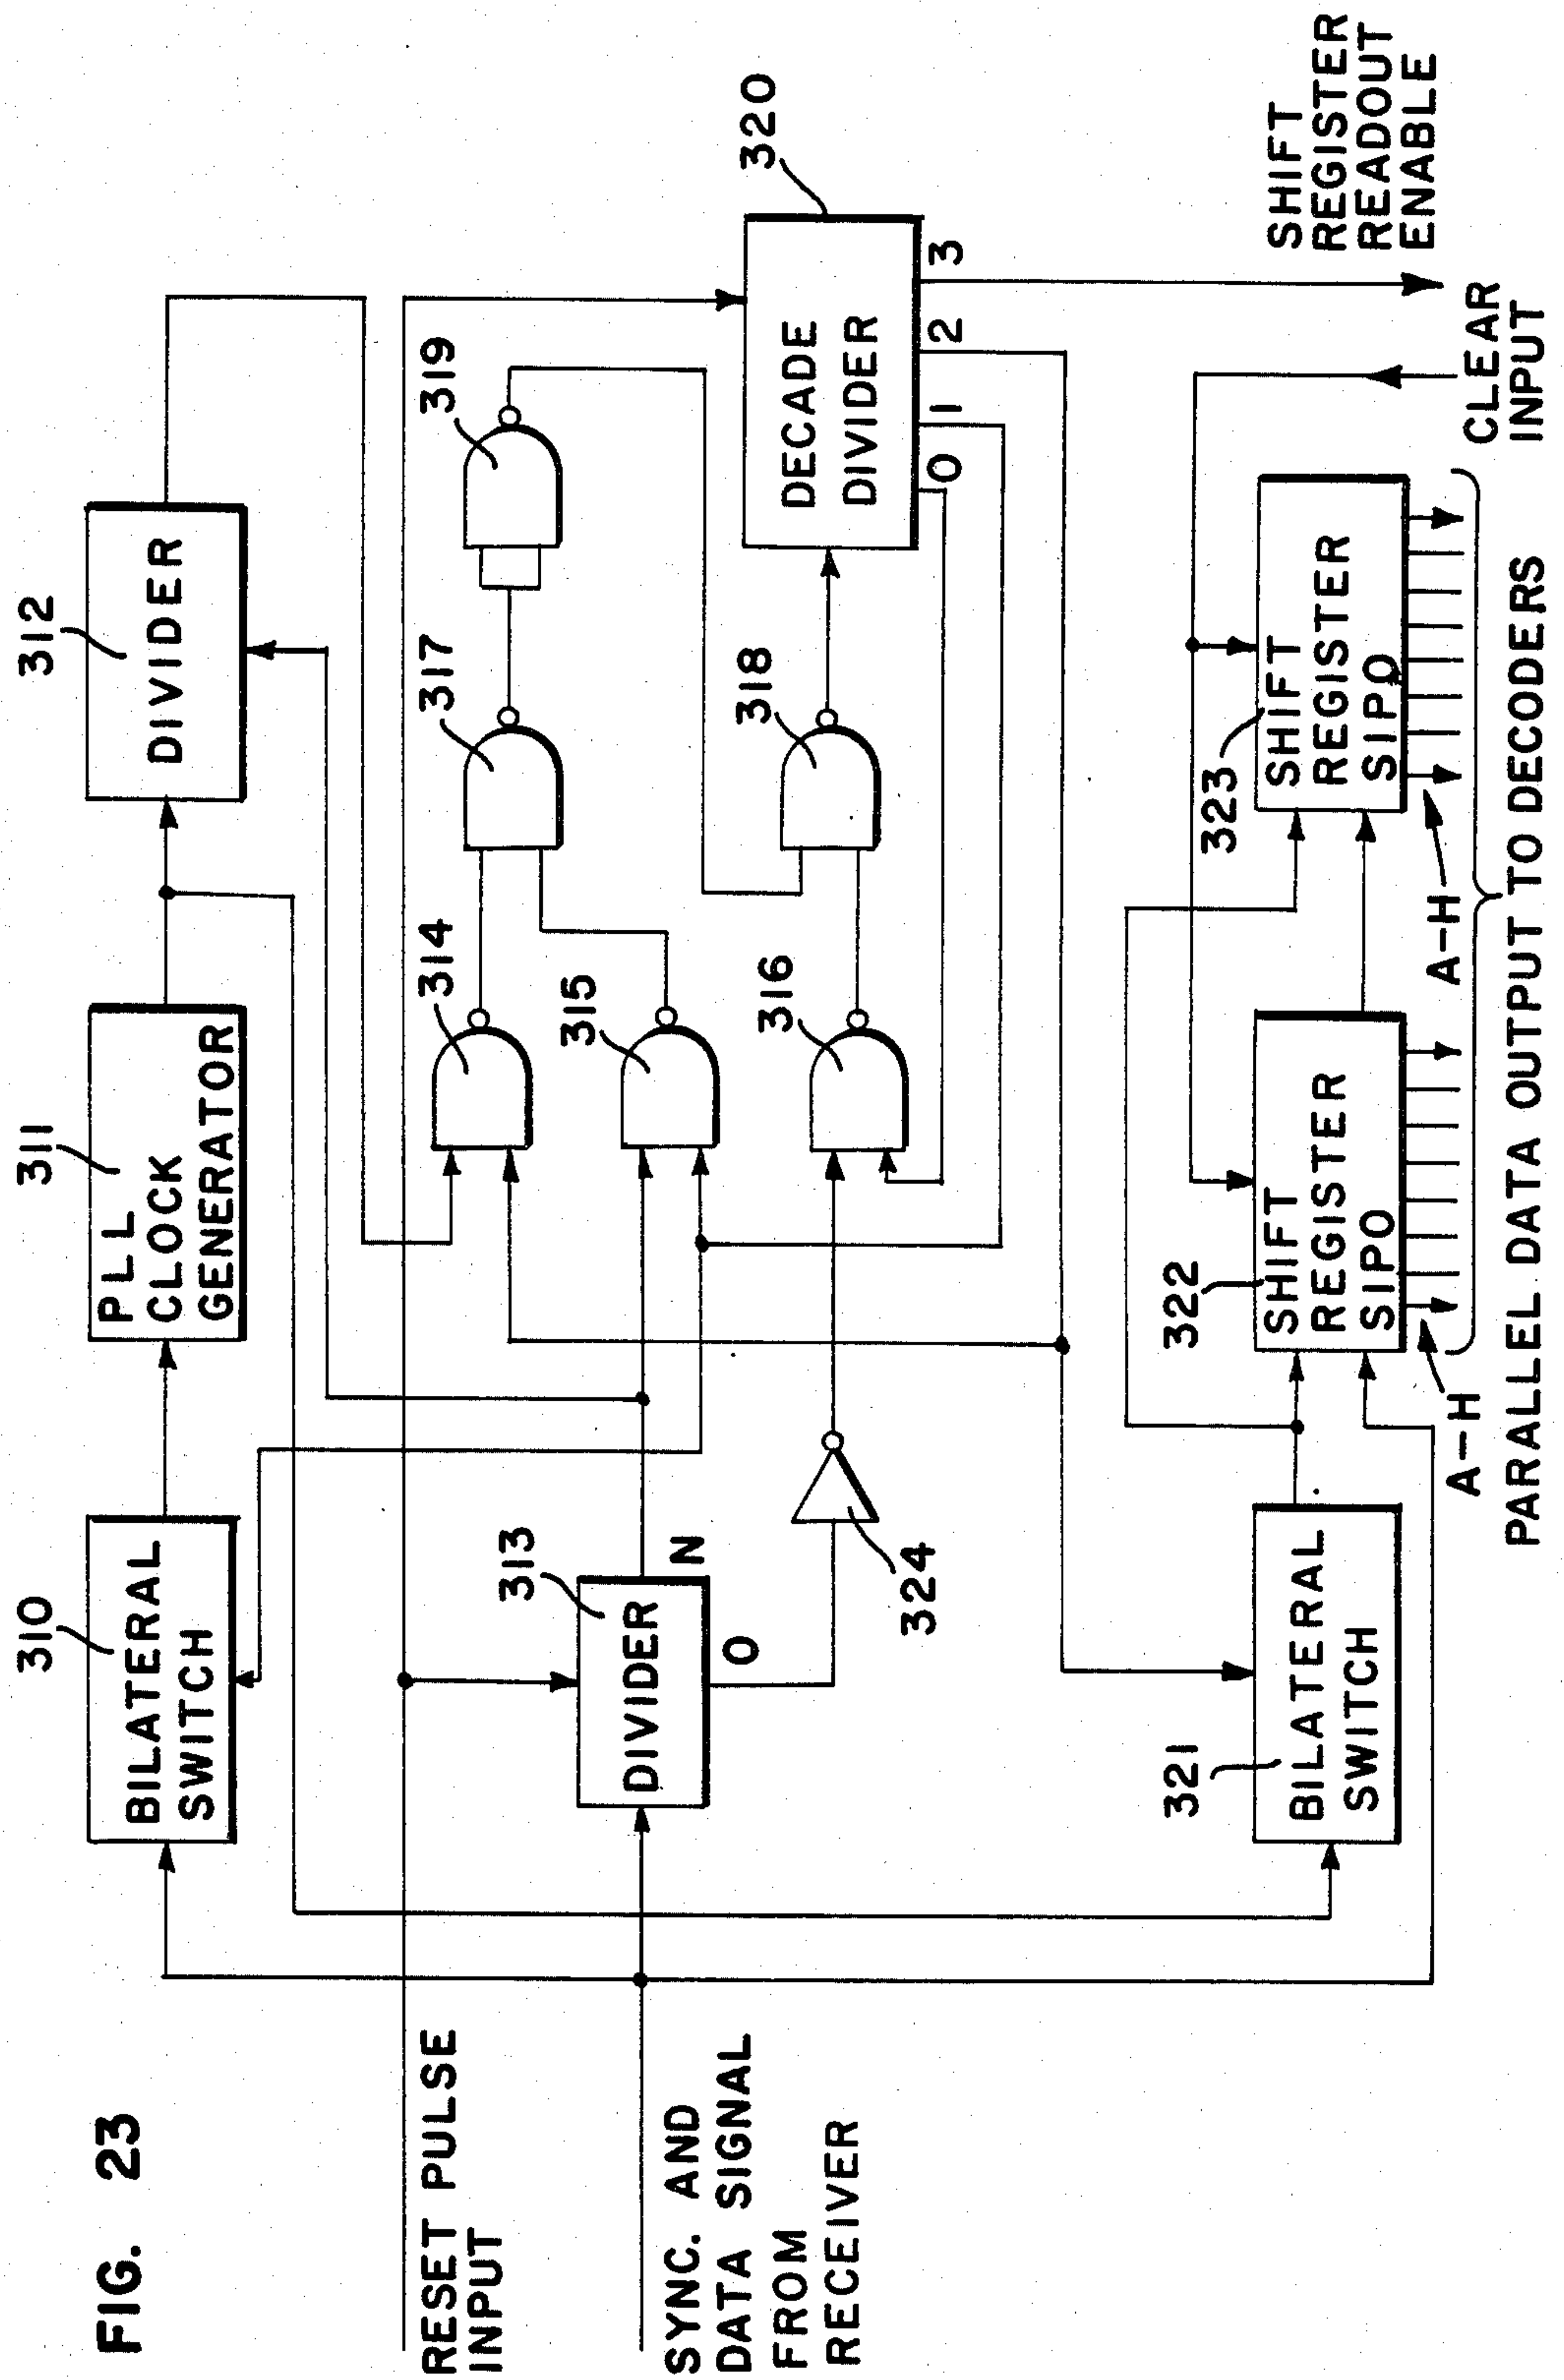 FIG. 23
310
BILATERAL
SWITCH
311
PLL
CLOCK
GENERATOR
312
DIVIDER
RESET PULSE
INPUT
SYNC. AND
DATA SIGNAL
FROM
RECEIVER
313
DIVIDER
N
O
324
314
315
316
317
318
319
320
DECADE
DIVIDER
0
1
2
3
321
BILATERAL
SWITCH
322
SHIFT
REGISTER
SIPO
A-H
323
SHIFT
REGISTER
SIPO
A-H
PARALLEL DATA OUTPUT TO DECODERS
CLEAR
INPUT
SHIFT
REGISTER
READOUT
ENABLE